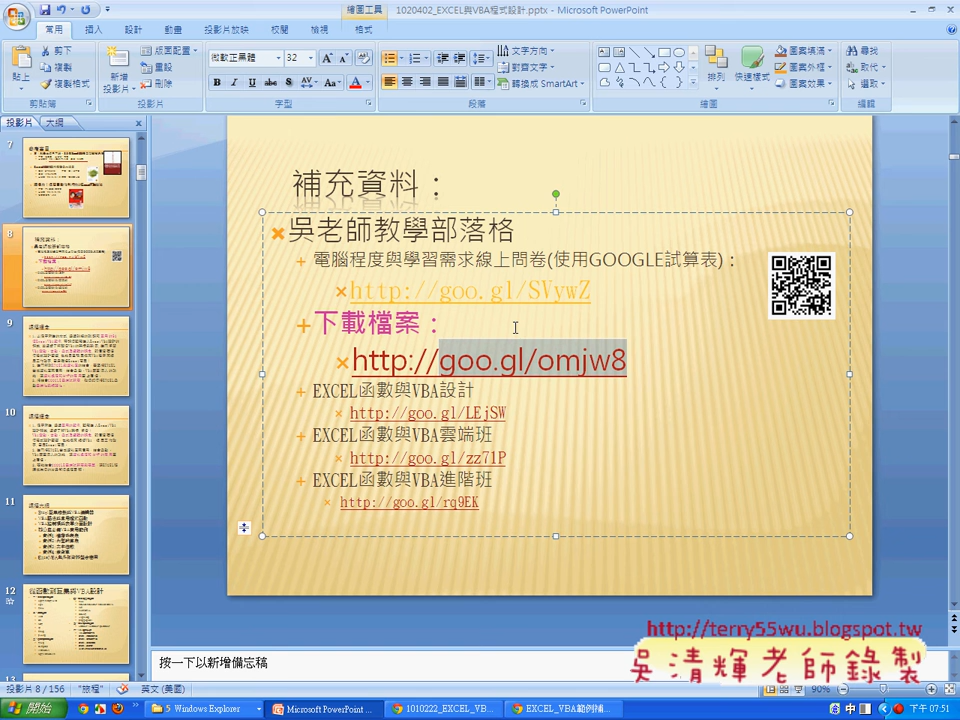 繪圖工具
1020402_EXCEL與VBA程式設計.pptx - Microsoft PowerPoint
常用
插入
設計
動畫
投影片放映
校閱
檢視
格式
貼上
剪下
複製
複製格式
剪貼簿
新增
投影片
版面配置
重設
刪除
投影片
微軟正黑體
32
字型
文字方向
對齊文字
轉換成 SmartArt
段落
排列
快速樣式
圖案填滿
圖案外框
圖案效果
繪圖
尋找
取代
選取
編輯
投影片
大綱
7
8
9
10
11
12
13
補充資料：
吳老師教學部落格
電腦程度與學習需求線上問卷(使用GOOGLE試算表)：
http://goo.gl/SVywZ
下載檔案：
http://goo.gl/omjw8
EXCEL函數與VBA設計
http://goo.gl/LEjSW
EXCEL函數與VBA雲端班
http://goo.gl/zz71P
EXCEL函數與VBA進階班
http://goo.gl/rq9EK
按一下以新增備忘稿
http://terry55wu.blogspot.tw
吳清輝老師錄製
投影片 8 / 156
"旅程"
英文 (美國)
90%
開始
5 Windows Explorer
Microsoft PowerPoint ...
1010222_EXCEL_VB...
EXCEL_VBA範例補...
中
下午 07:51